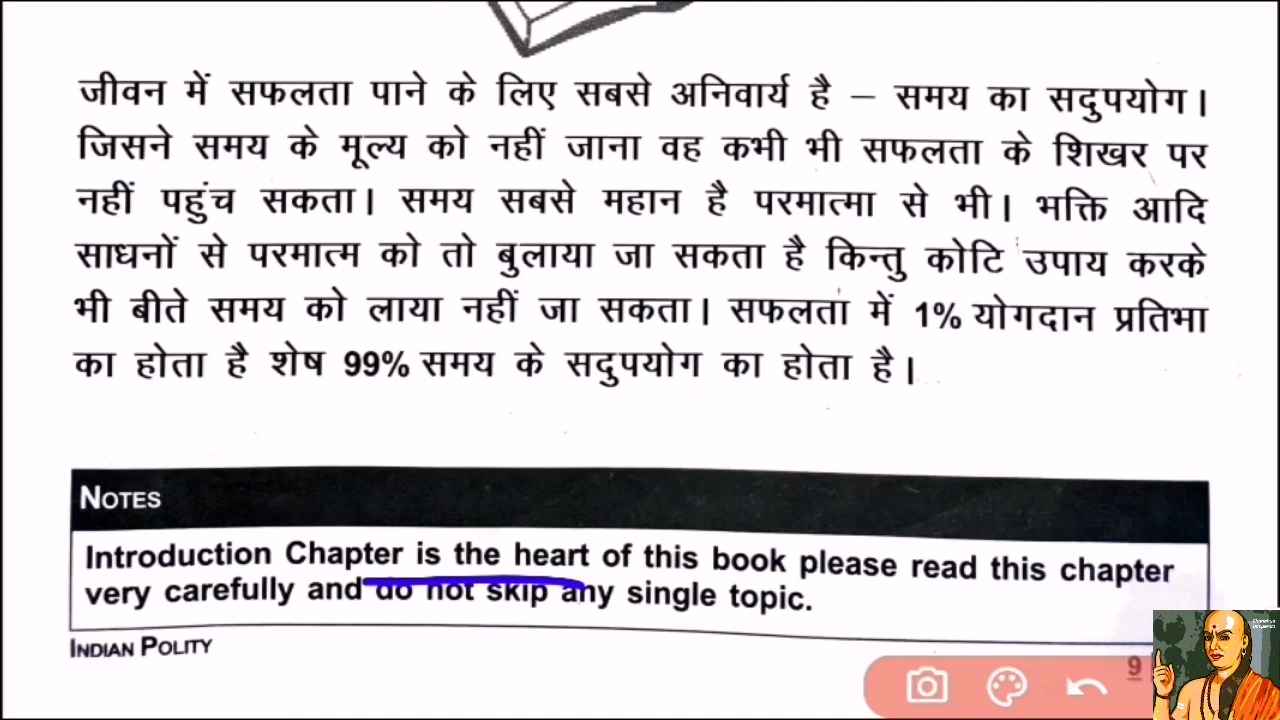 जीवन में सफलता पाने के लिए सबसे अनिवार्य है – समय का सदुपयोग।
जिसने समय के मूल्य को नहीं जाना वह कभी भी सफलता के शिखर पर
नहीं पहुंच सकता। समय सबसे महान है परमात्मा से भी। भक्ति आदि
साधनों से परमात्म को तो बुलाया जा सकता है किन्तु कोटि उपाय करके
भी बीते समय को लाया नहीं जा सकता। सफलता में 1% योगदान प्रतिभा
का होता है शेष 99% समय के सदुपयोग का होता है।
NOTES
Introduction Chapter is the heart of this book please read this chapter
very carefully and do not skip any single topic.
INDIAN POLITY
9